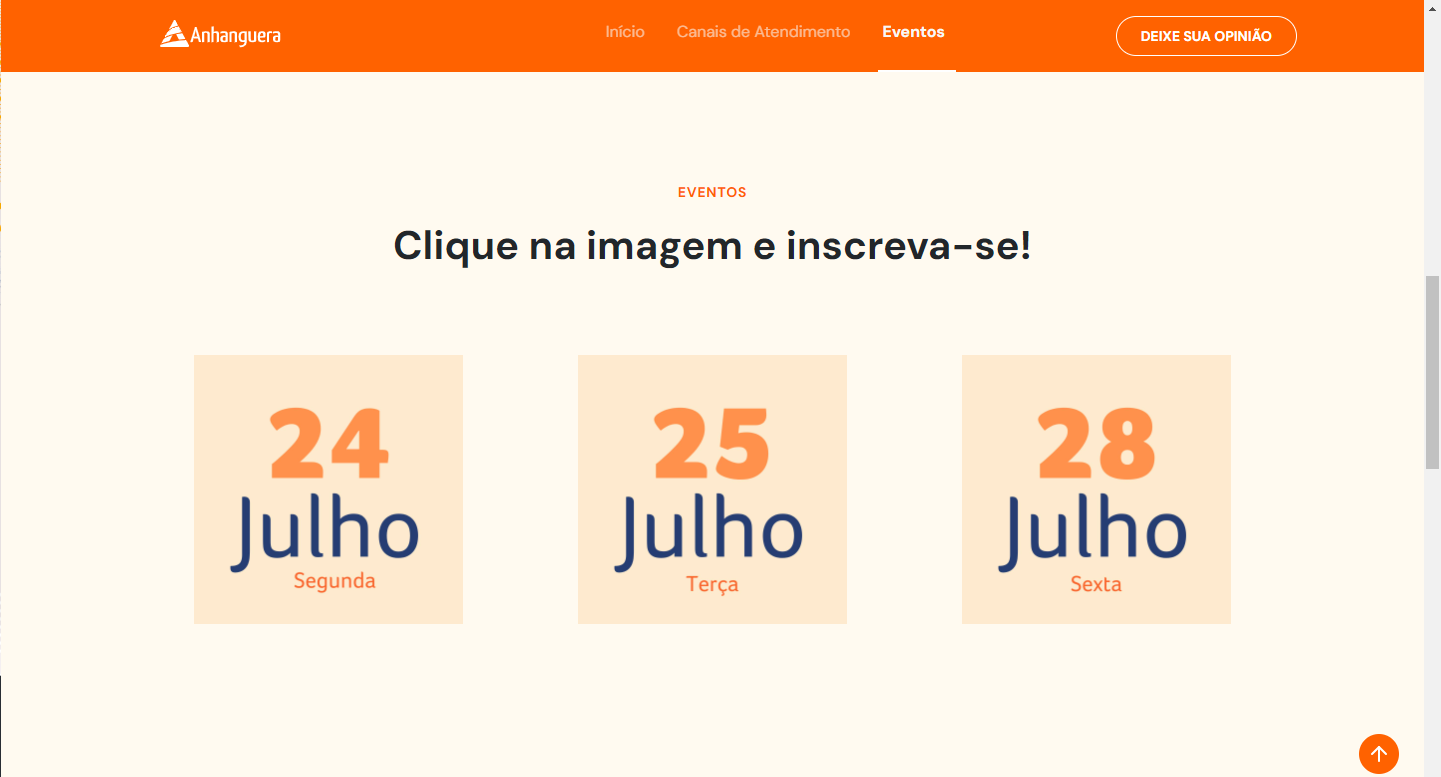 Anhanguera
Início
Canais de Atendimento
Eventos
DEIXE SUA OPINIÃO
EVENTOS
Clique na imagem e inscreva-se!
24
Julho
Segunda
25
Julho
Terça
28
Julho
Sexta